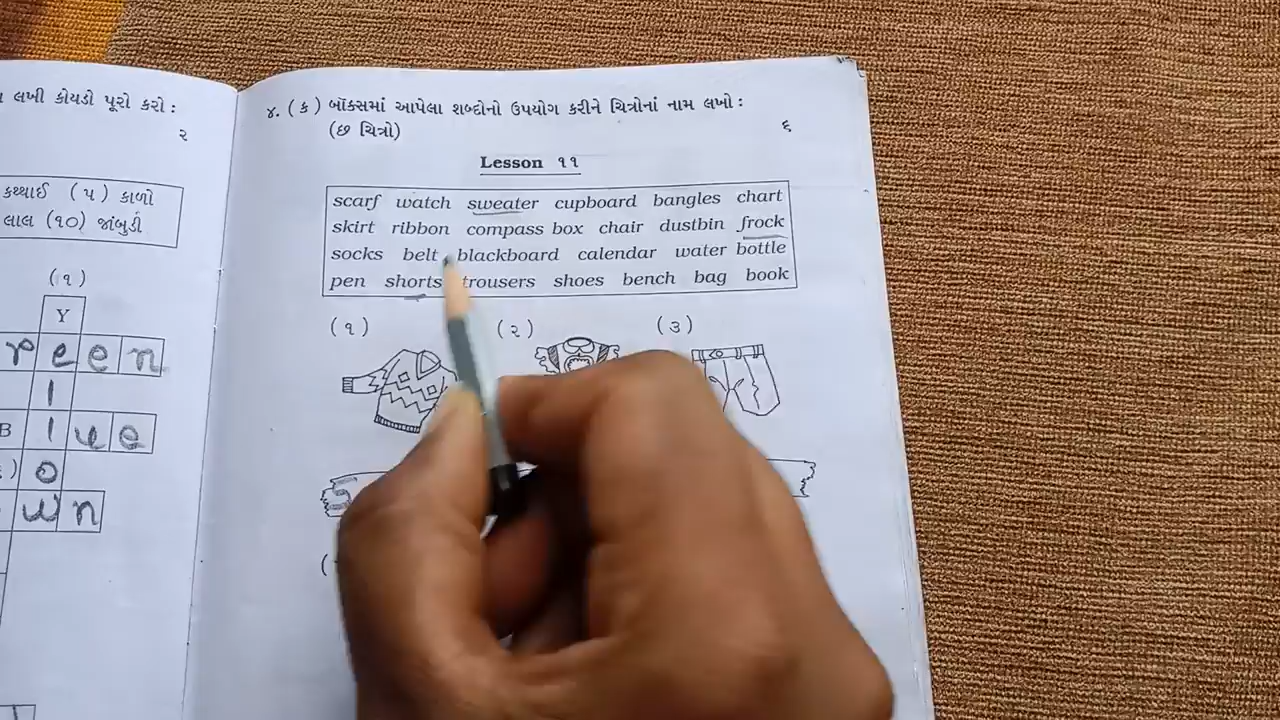 લખી કોયડો પૂરો કરો :
૨
કથ્થાઈ (૫) કાળો
લાલ (૧૦) જાંબુડી
(૧)
Y
reen
l
Blue
o
wn
૪. (ક) બૉક્સમાં આપેલા શબ્દોનો ઉપયોગ કરીને ચિત્રોનાં નામ લખો :
(છ ચિત્રો)
૬
Lesson ૧૧
scarf watch sweater cupboard bangles chart
skirt ribbon compass box chair dustbin frock
socks belt blackboard calendar water bottle
pen shorts trousers shoes bench bag book
(૧) (૨) (૩)